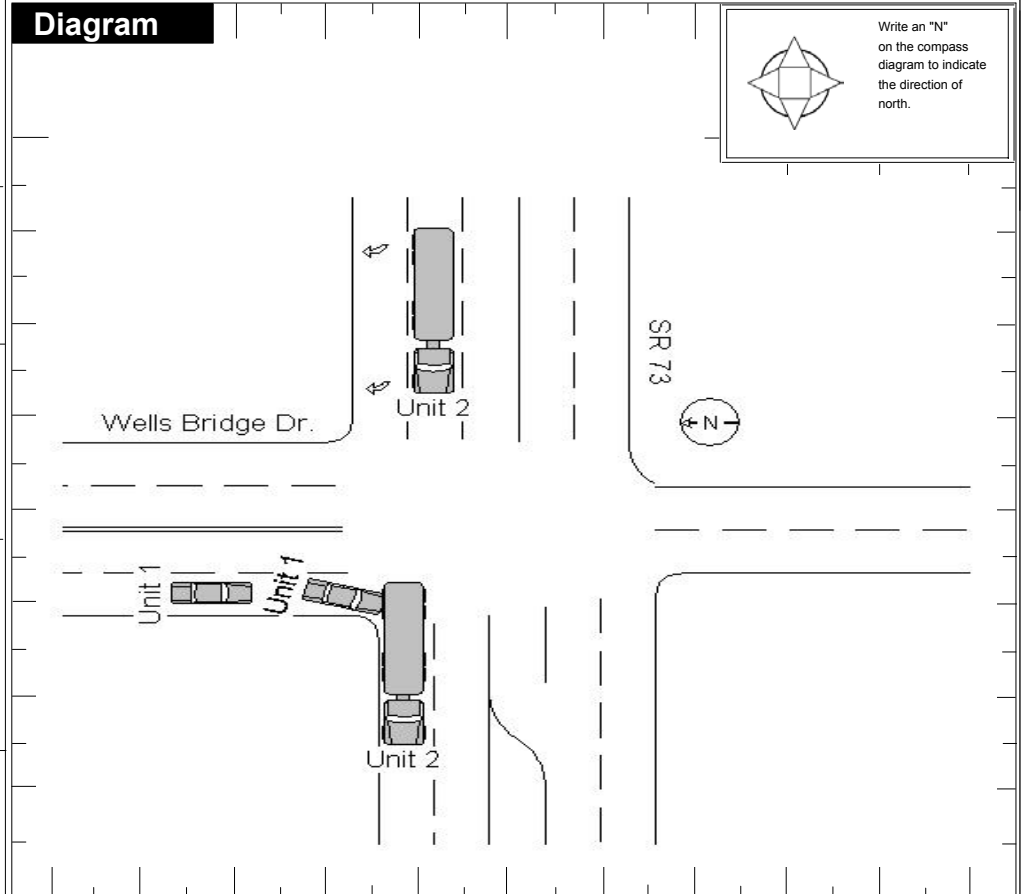 Diagram
Write an "N"
on the compass
diagram to indicate
the direction of
north.
SR 73
Unit 2
Wells Bridge Dr.
N
Unit 1
Unit 1
Unit 2